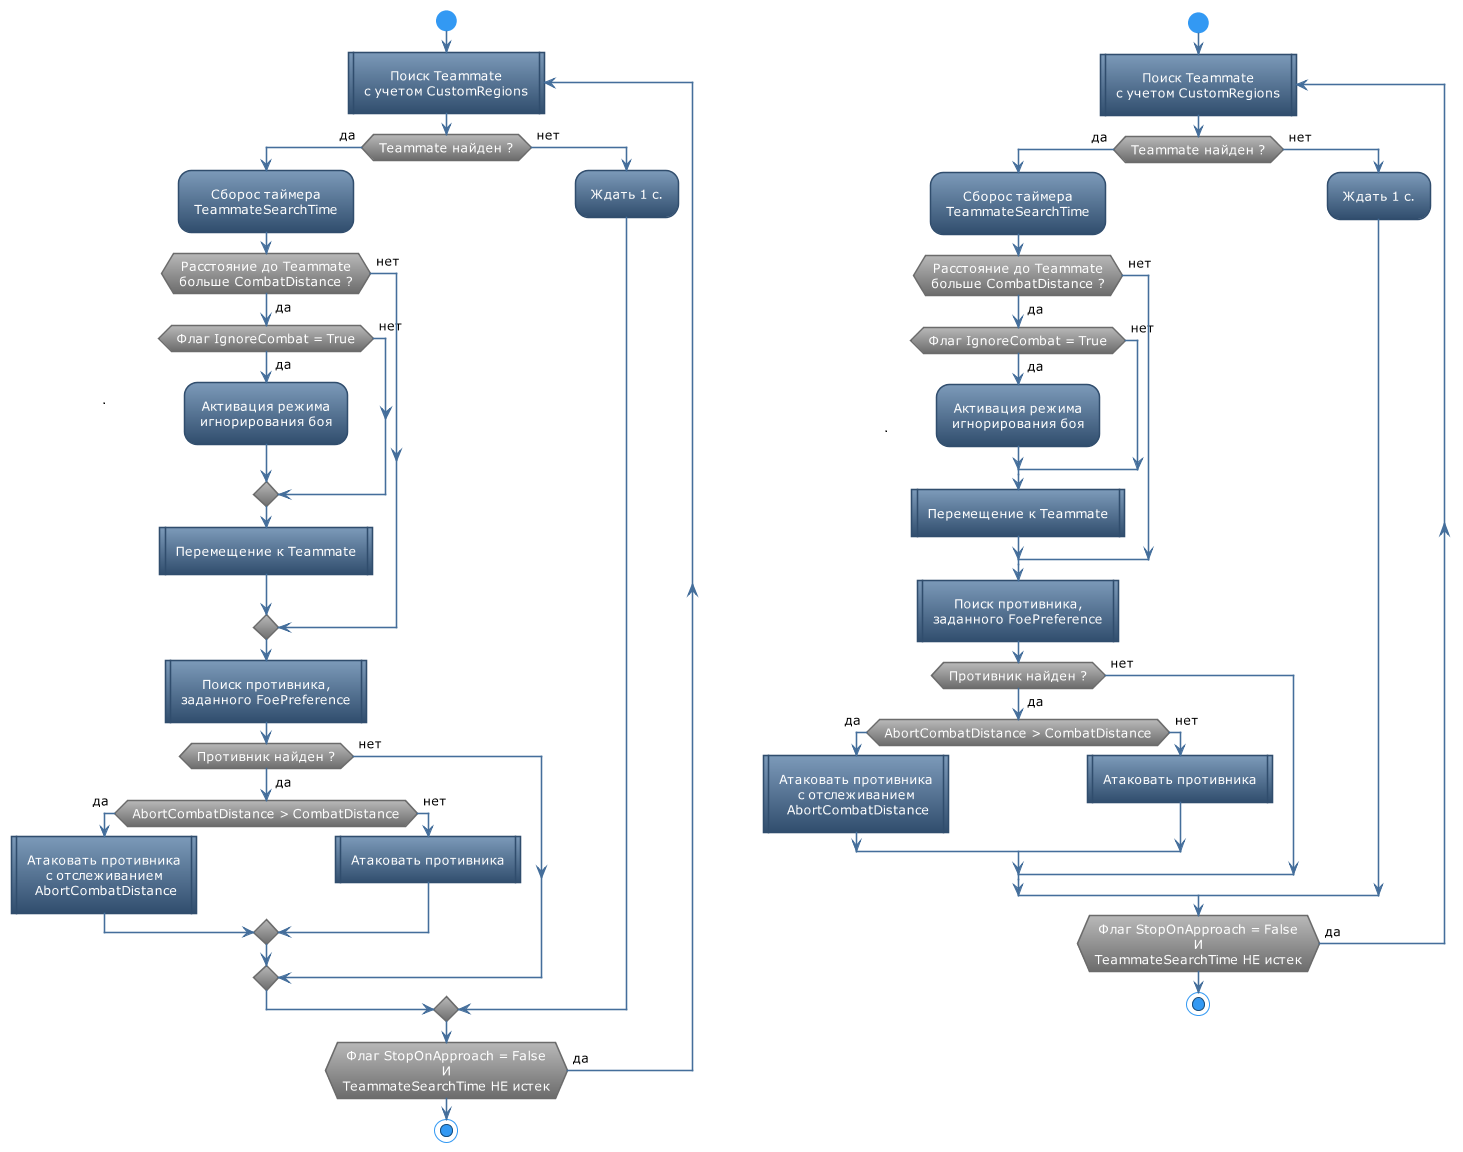 Поиск Teammate
с учетом CustomRegions
да
Teammate найден ?
нет
Сборос таймера
TeammateSearchTime
Ждать 1 с.
Расстояние до Teammate
больше CombatDistance ?
нет
да
Флаг IgnoreCombat = True
нет
да
Активация режима
игнорирования боя
.
Перемещение к Teammate
Поиск противника,
заданного FoePreference
Противник найден ?
нет
да
да
AbortCombatDistance > CombatDistance
нет
Атаковать противника
с отслеживанием
AbortCombatDistance
Атаковать противника
Флаг StopOnApproach = False
И
TeammateSearchTime НЕ истек
да
Поиск Teammate
с учетом CustomRegions
да
Teammate найден ?
нет
Сборос таймера
TeammateSearchTime
Ждать 1 с.
Расстояние до Teammate
больше CombatDistance ?
нет
да
Флаг IgnoreCombat = True
нет
да
Активация режима
игнорирования боя
.
Перемещение к Teammate
Поиск противника,
заданного FoePreference
Противник найден ?
нет
да
да
AbortCombatDistance > CombatDistance
нет
Атаковать противника
с отслеживанием
AbortCombatDistance
Атаковать противника
Флаг StopOnApproach = False
И
TeammateSearchTime НЕ истек
да